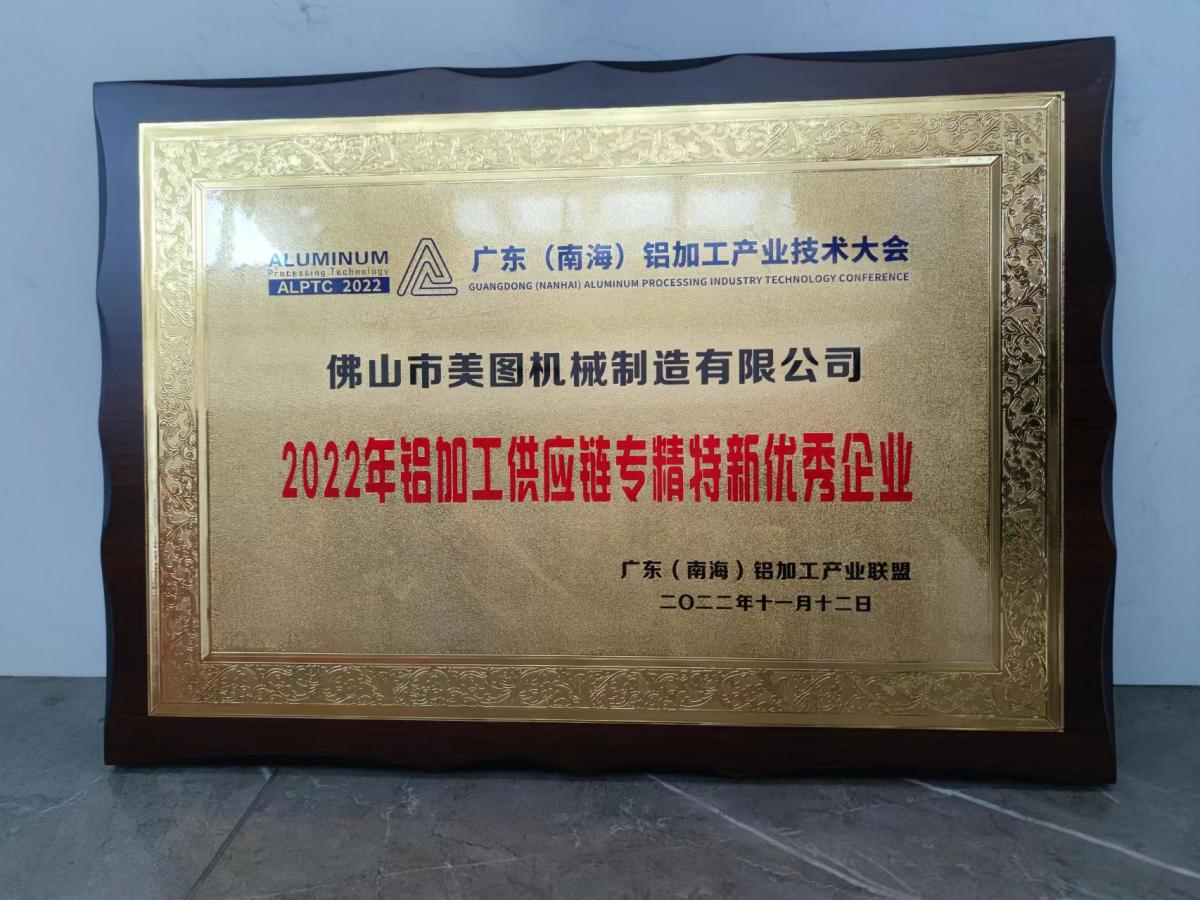 ALUMINUM
Processing Technology
ALPTC 2022
广东（南海）铝加工产业技术大会
GUANGDONG (NANHAI) ALUMINUM PROCESSING INDUSTRY TECHNOLOGY CONFERENCE
佛山市美图机械制造有限公司
2022年铝加工供应链专精特新优秀企业
广东（南海）铝加工产业联盟
二〇二二年十一月十二日